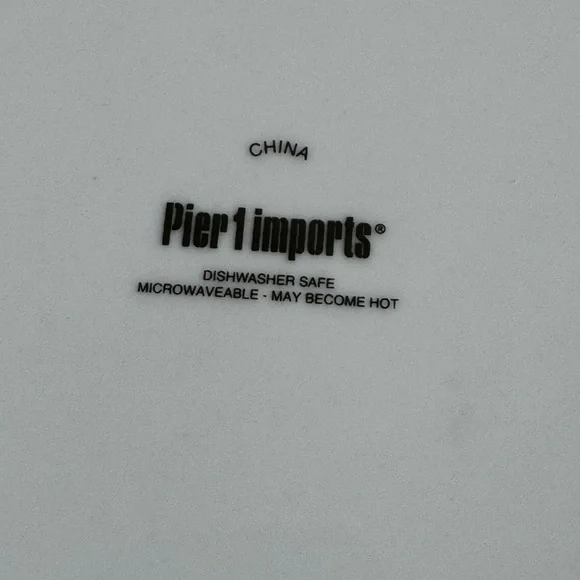 CHINA
Pier 1 imports®
DISHWASHER SAFE
MICROWAVEABLE - MAY BECOME HOT